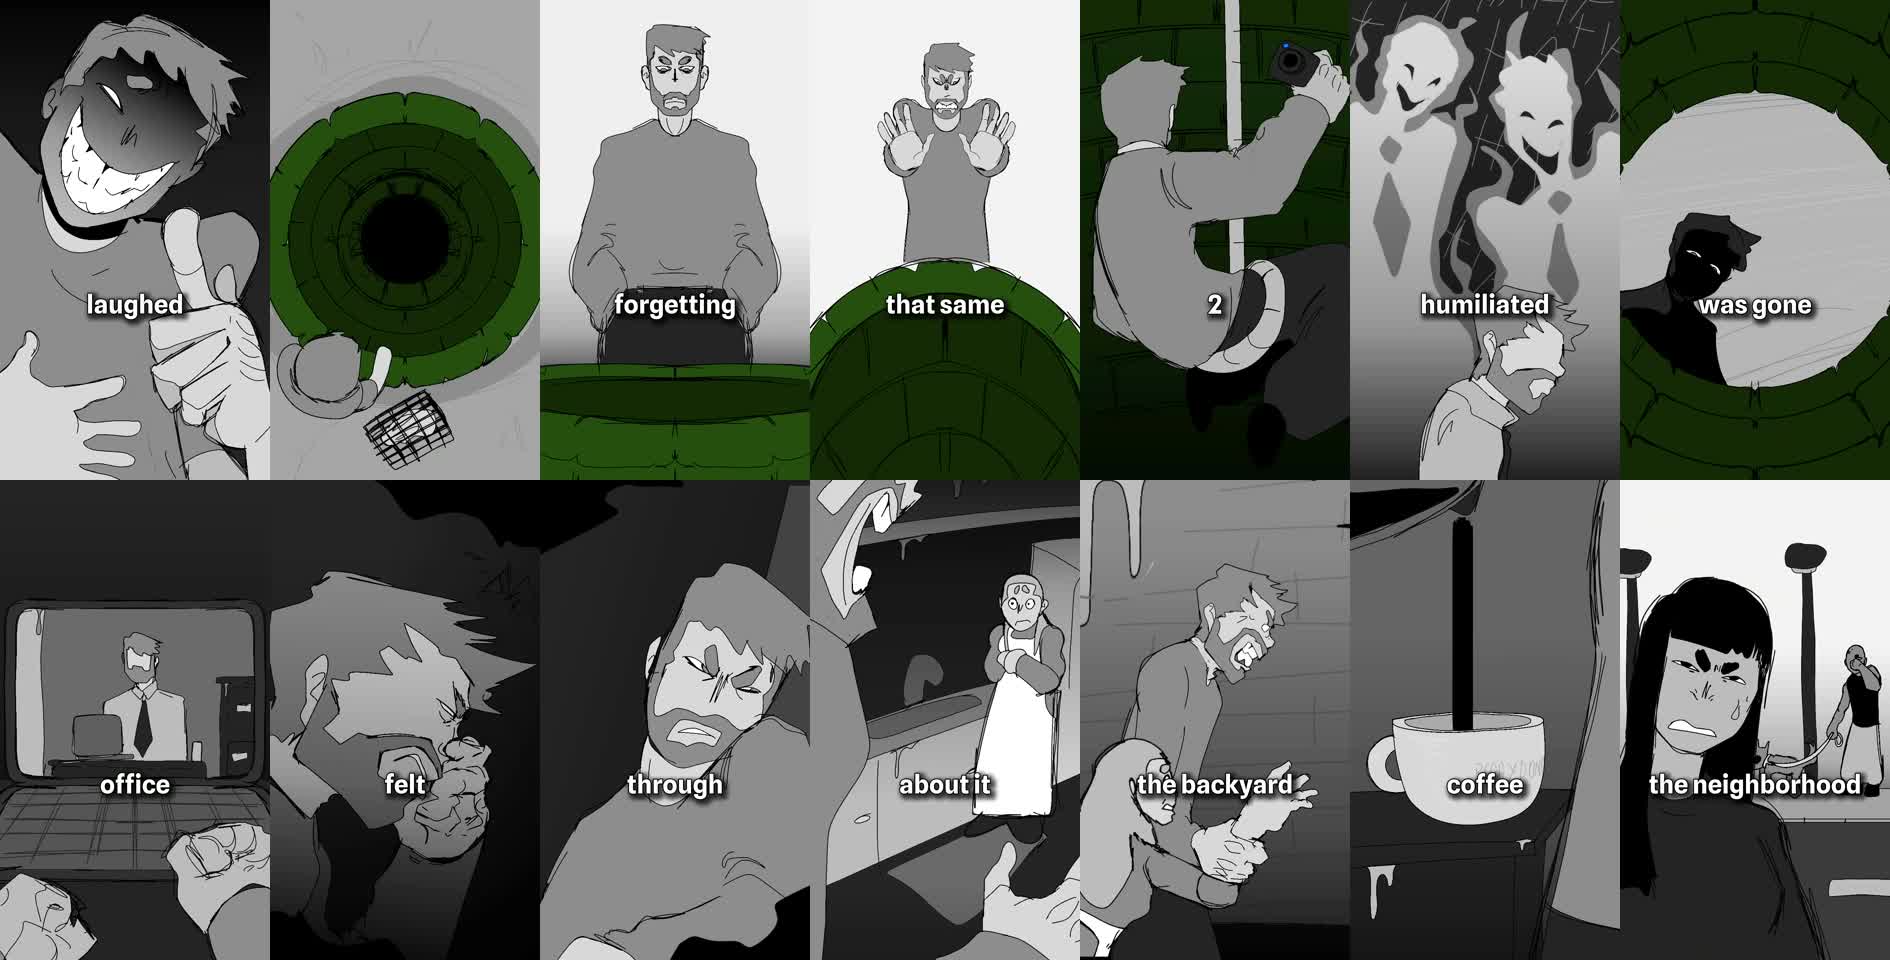 laughed
forgetting
that same
2
humiliated
was gone
office
felt
through
about it
the backyard
coffee
the neighborhood